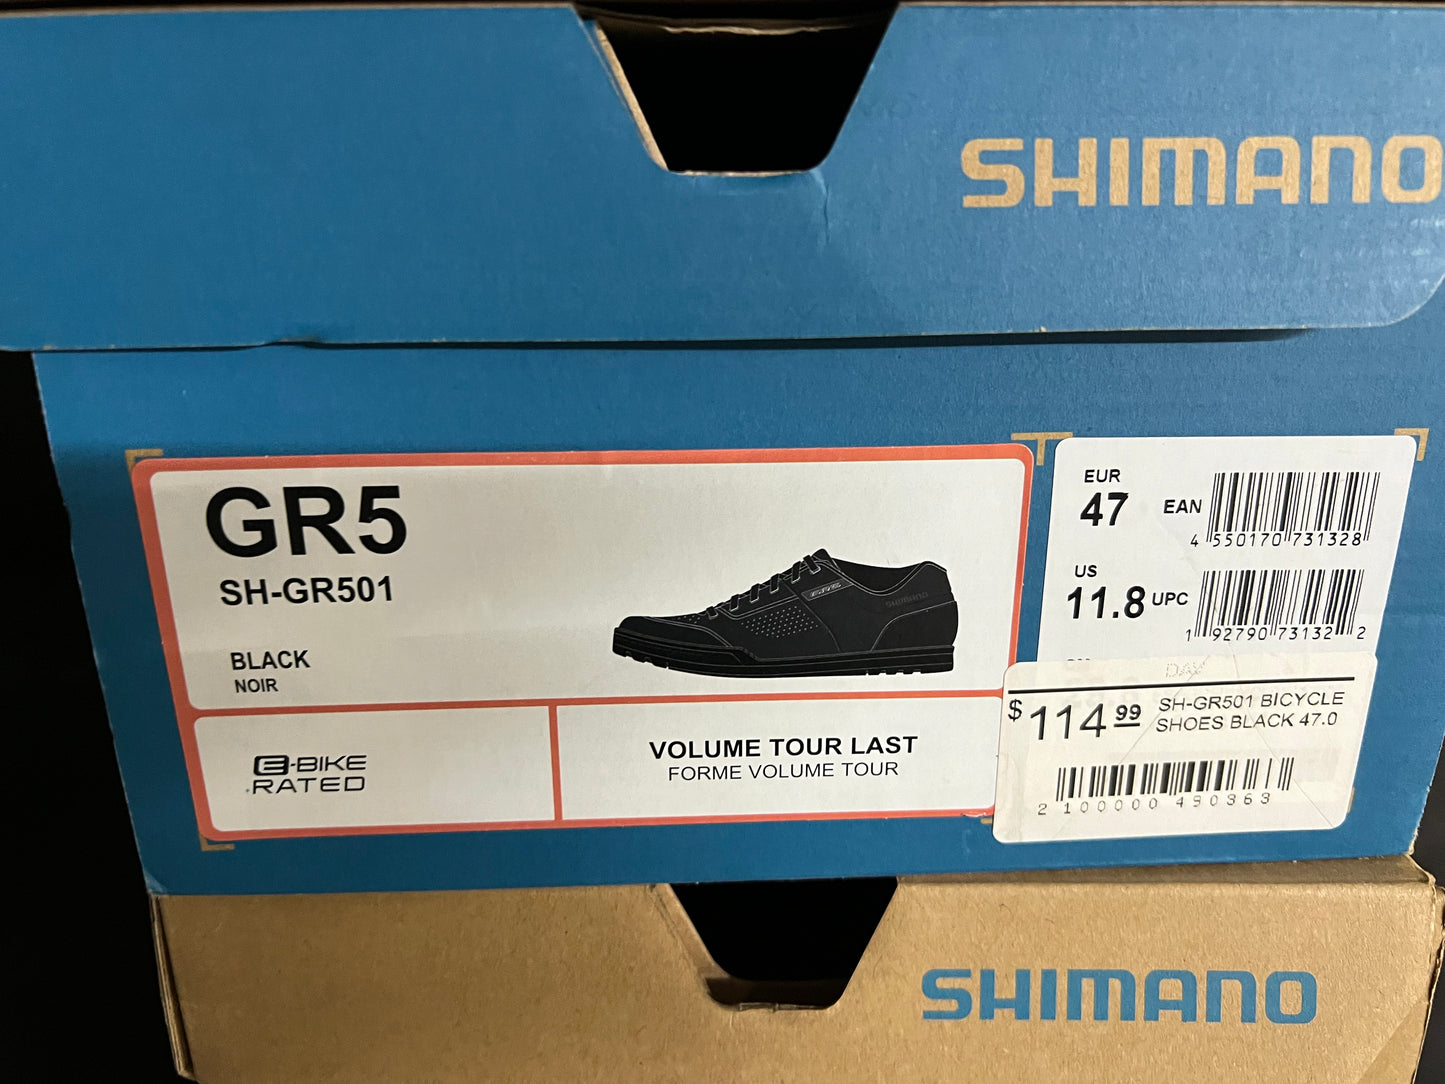 SHIMANO
GR5
SH-GR501
BLACK
NOIR
SHIMANO
E-BIKE
RATED
VOLUME TOUR LAST
FORME VOLUME TOUR
EUR
47
EAN
4 550170 731328
US
11.8
UPC
1 92790 73132 2
DAY
$114.99
SH-GR501 BICYCLE
SHOES BLACK 47.0
2 100000 490363
SHIMANO